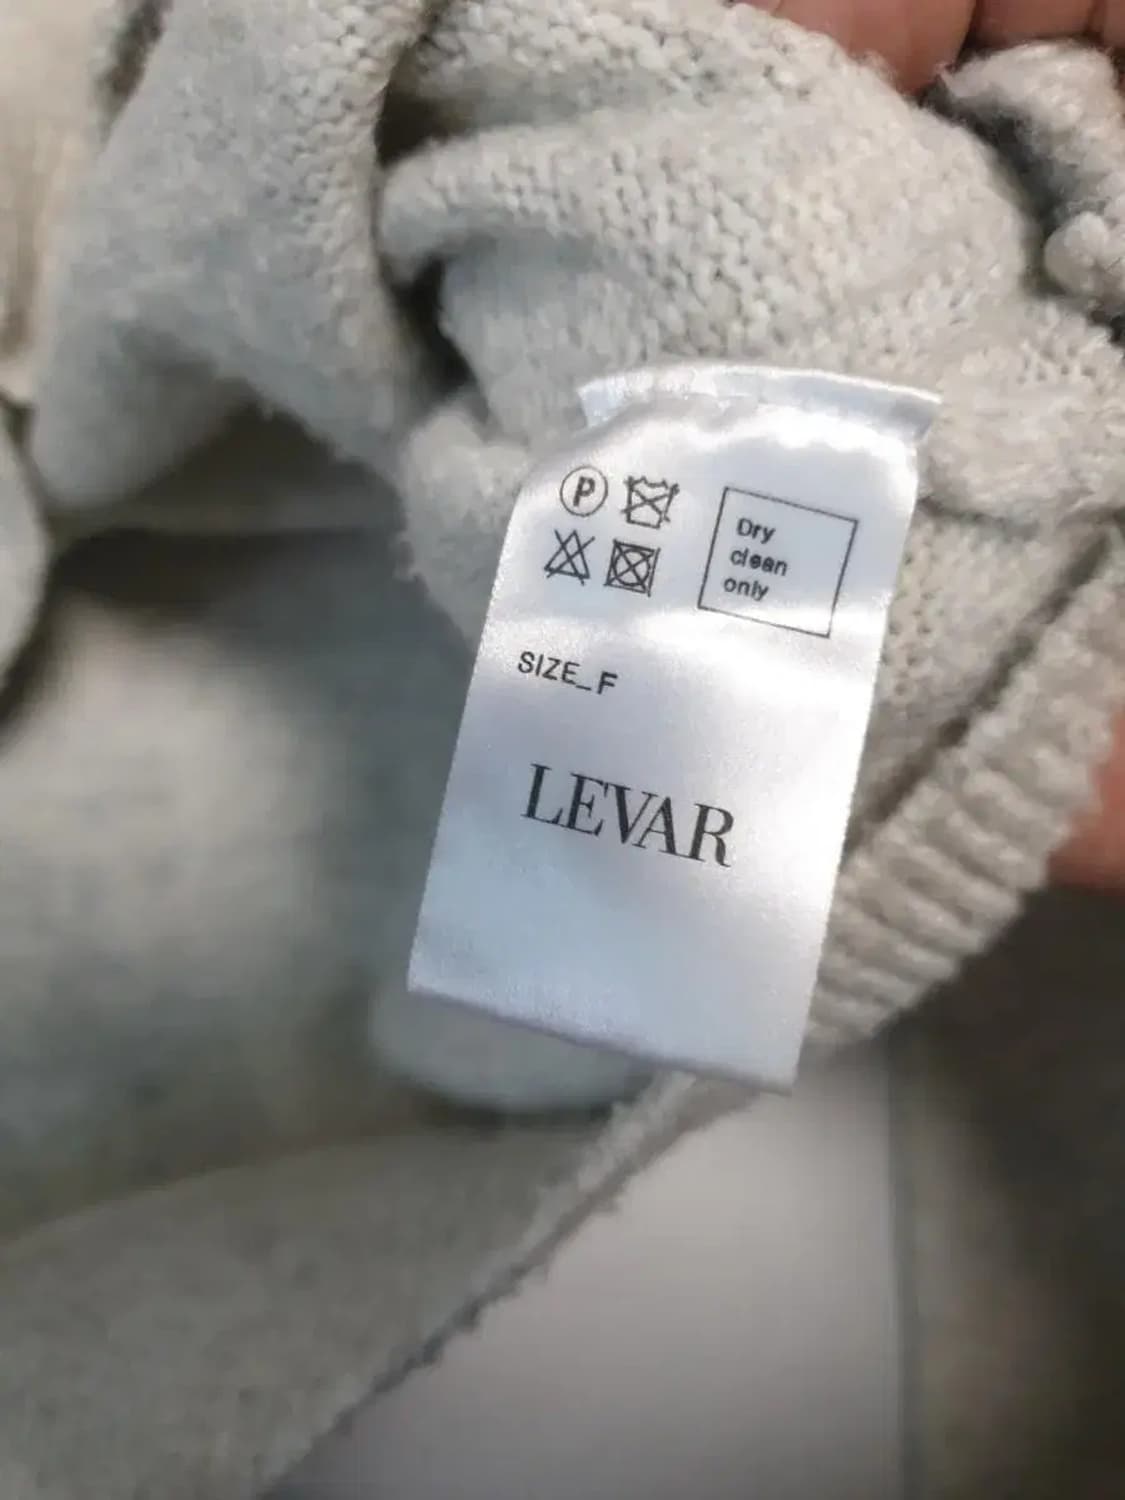 P
Dry
clean
only
SIZE_F
LEVAR